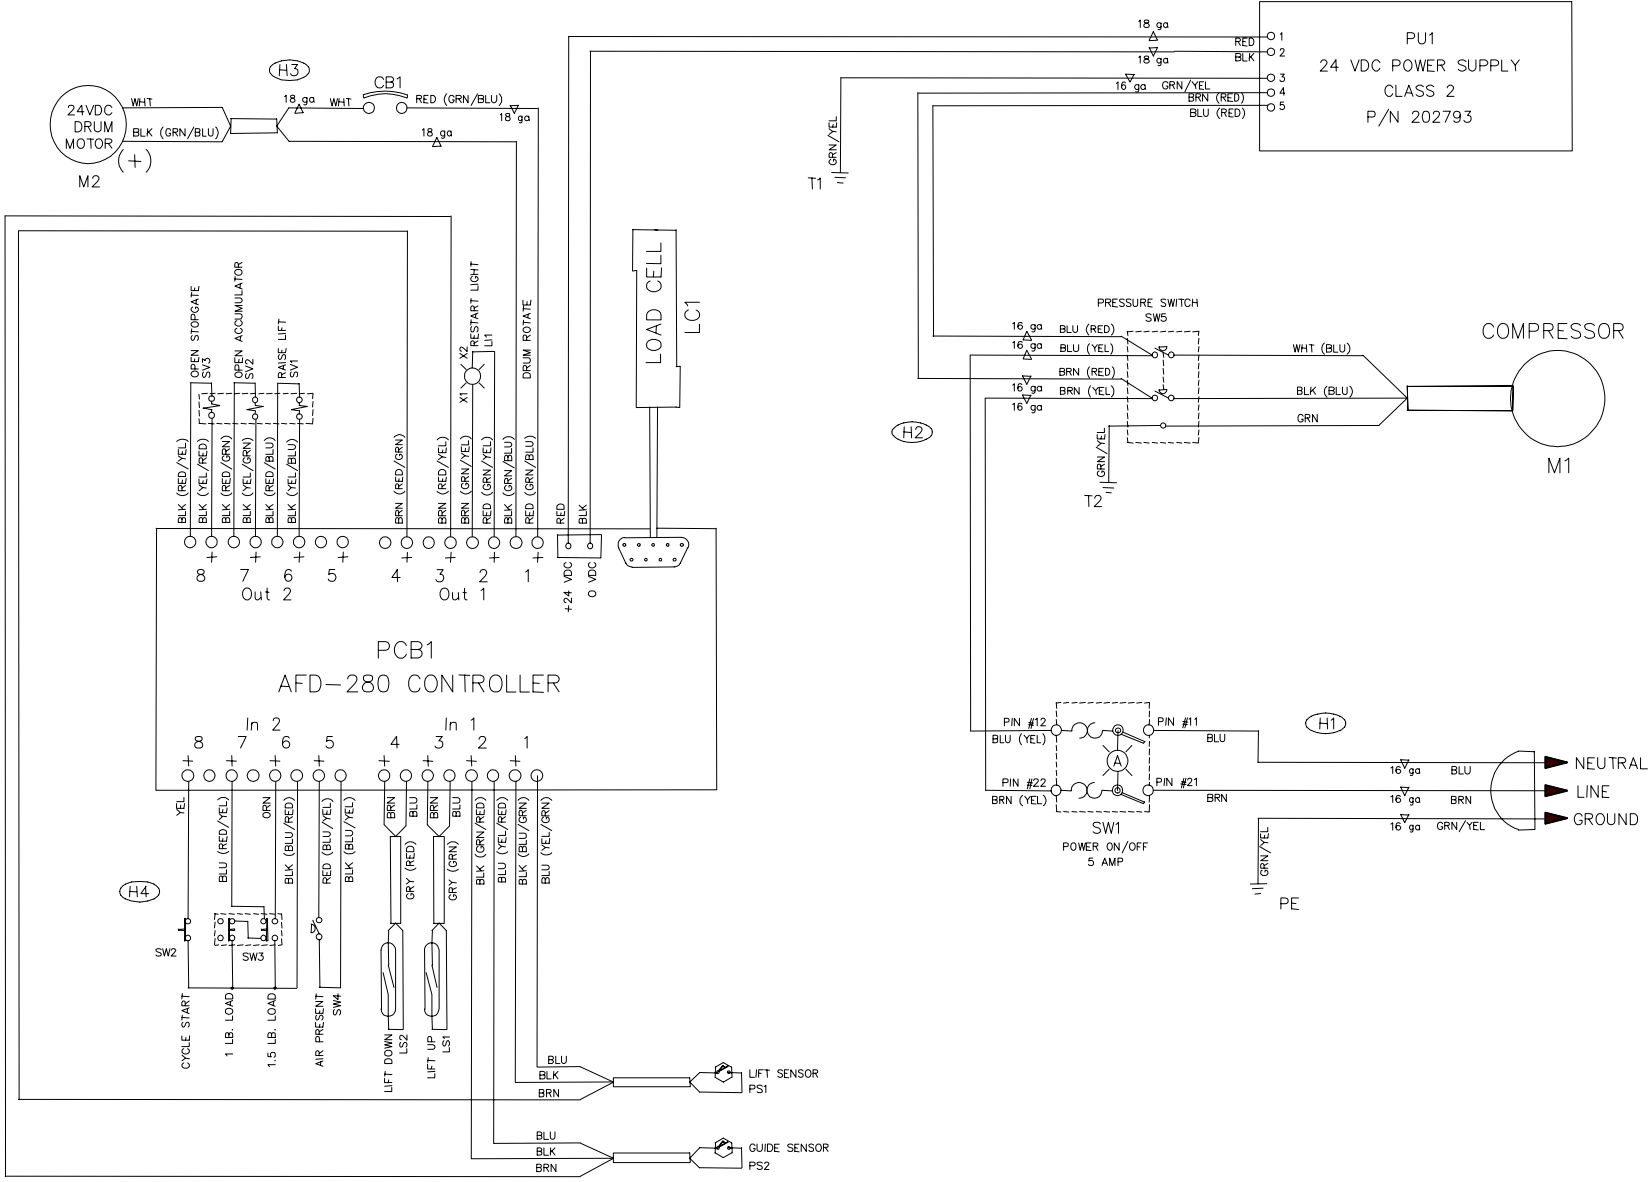 18 ga
RED
BLK
18 ga
16 ga
GRN/YEL
BRN (RED)
BLU (RED)
1
2
3
4
5
PU1
24 VDC POWER SUPPLY
CLASS 2
P/N 202793
GRN/YEL
T1
H3
CB1
WHT
18 ga
WHT
RED (GRN/BLU)
18 ga
24VDC
DRUM
MOTOR
BLK (GRN/BLU)
18 ga
(+)
M2
OPEN STOPGATE
SV3
OPEN ACCUMULATOR
SV2
RAISE LIFT
SV1
X1
X2
RESTART LIGHT
LI1
DRUM ROTATE
LOAD CELL
LC1
BLK (RED/YEL)
BLK (YEL/RED)
BLK (RED/GRN)
BLK (YEL/GRN)
BLK (RED/BLU)
BLK (YEL/BLU)
BRN (RED/GRN)
BRN (RED/YEL)
BRN (GRN/YEL)
RED (GRN/YEL)
BLK (GRN/BLU)
RED (GRN/BLU)
RED
BLK
+ + + + + + +
8 7 6 5 4 3 2 1
Out 2
Out 1
+24 VDC
0 VDC
PCB1
AFD-280 CONTROLLER
In 2
In 1
8 7 6 5 4 3 2 1
+ + + + + + + +
YEL
BLU (RED/YEL)
ORN
BLK (BLU/RED)
RED (BLU/YEL)
BLK (BLU/YEL)
BRN
BLU
GRY (RED)
BRN
BLU
GRY (GRN)
BLK (GRN/RED)
BLU (YEL/RED)
BLK (BLU/GRN)
BLU (YEL/GRN)
H4
SW2
SW3
CYCLE START
1 LB. LOAD
1.5 LB. LOAD
AIR PRESENT
SW4
LIFT DOWN
LS2
LIFT UP
LS1
BLU
BLK
BRN
LIFT SENSOR
PS1
BLU
BLK
BRN
GUIDE SENSOR
PS2
PRESSURE SWITCH
SW5
16 ga
BLU (RED)
16 ga
BLU (YEL)
BRN (RED)
16 ga
BRN (YEL)
16 ga
WHT (BLU)
BLK (BLU)
GRN
COMPRESSOR
M1
H2
GRN/YEL
T2
H1
PIN #12
BLU (YEL)
PIN #11
BLU
A
PIN #22
BRN (YEL)
PIN #21
BRN
SW1
POWER ON/OFF
5 AMP
16 ga
BLU
NEUTRAL
16 ga
BRN
LINE
16 ga
GRN/YEL
GROUND
GRN/YEL
PE